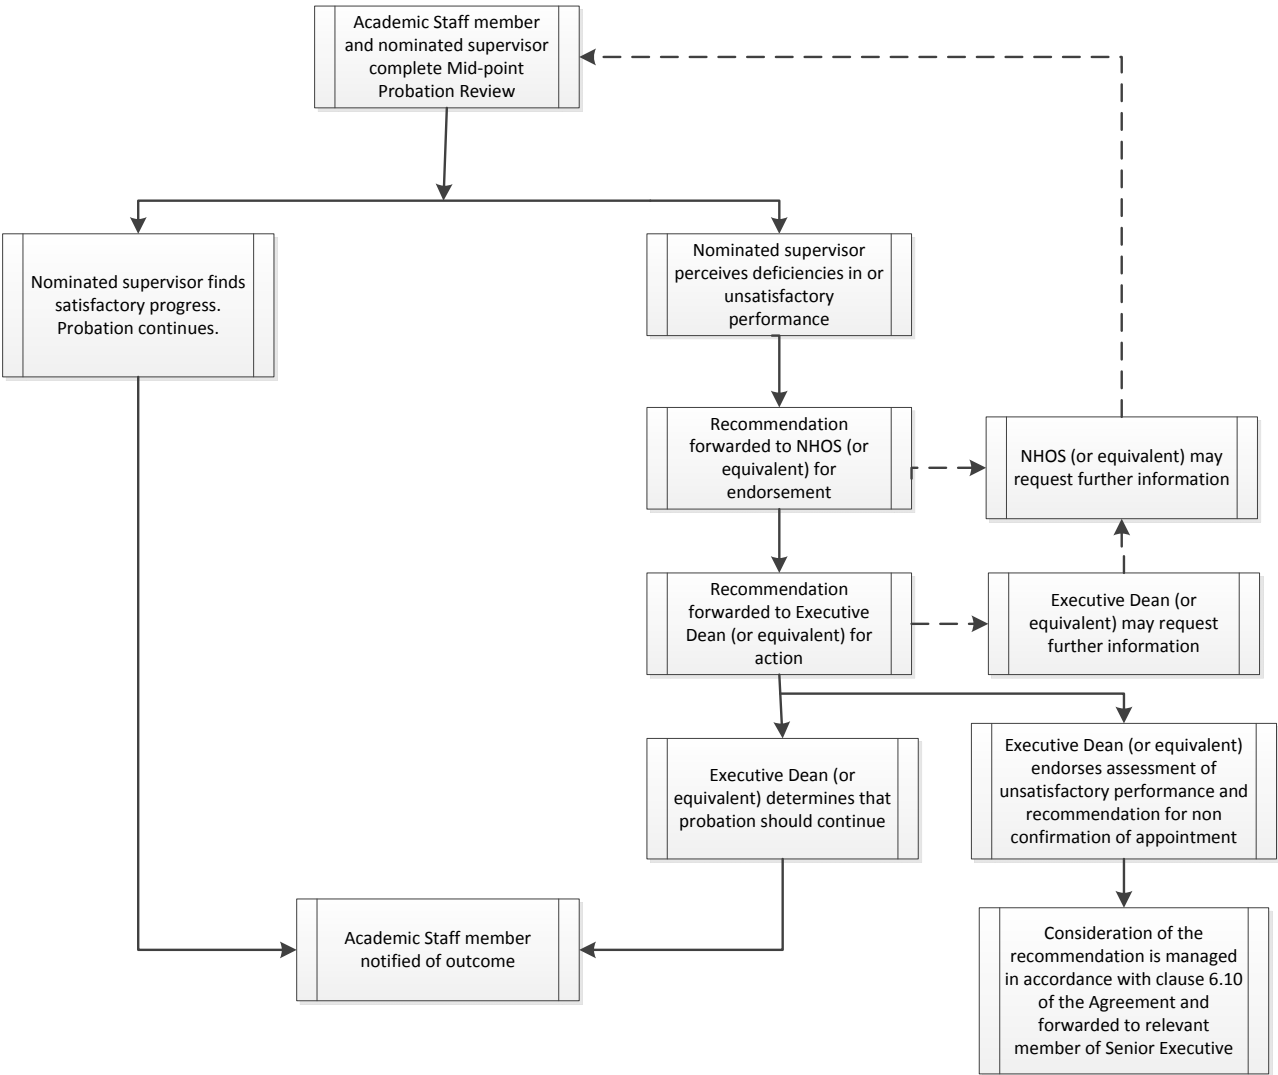 Academic Staff member
and nominated supervisor
complete Mid-point
Probation Review
Nominated supervisor finds
satisfactory progress.
Probation continues.
Nominated supervisor
perceives deficiencies in or
unsatisfactory
performance
Recommendation
forwarded to NHOS (or
equivalent) for
endorsement
NHOS (or equivalent) may
request further information
Recommendation
forwarded to Executive
Dean (or equivalent) for
action
Executive Dean (or
equivalent) may request
further information
Executive Dean (or
equivalent) determines that
probation should continue
Executive Dean (or equivalent)
endorses assessment of
unsatisfactory performance and
recommendation for non
confirmation of appointment
Academic Staff member
notified of outcome
Consideration of the
recommendation is managed
in accordance with clause 6.10
of the Agreement and
forwarded to relevant
member of Senior Executive